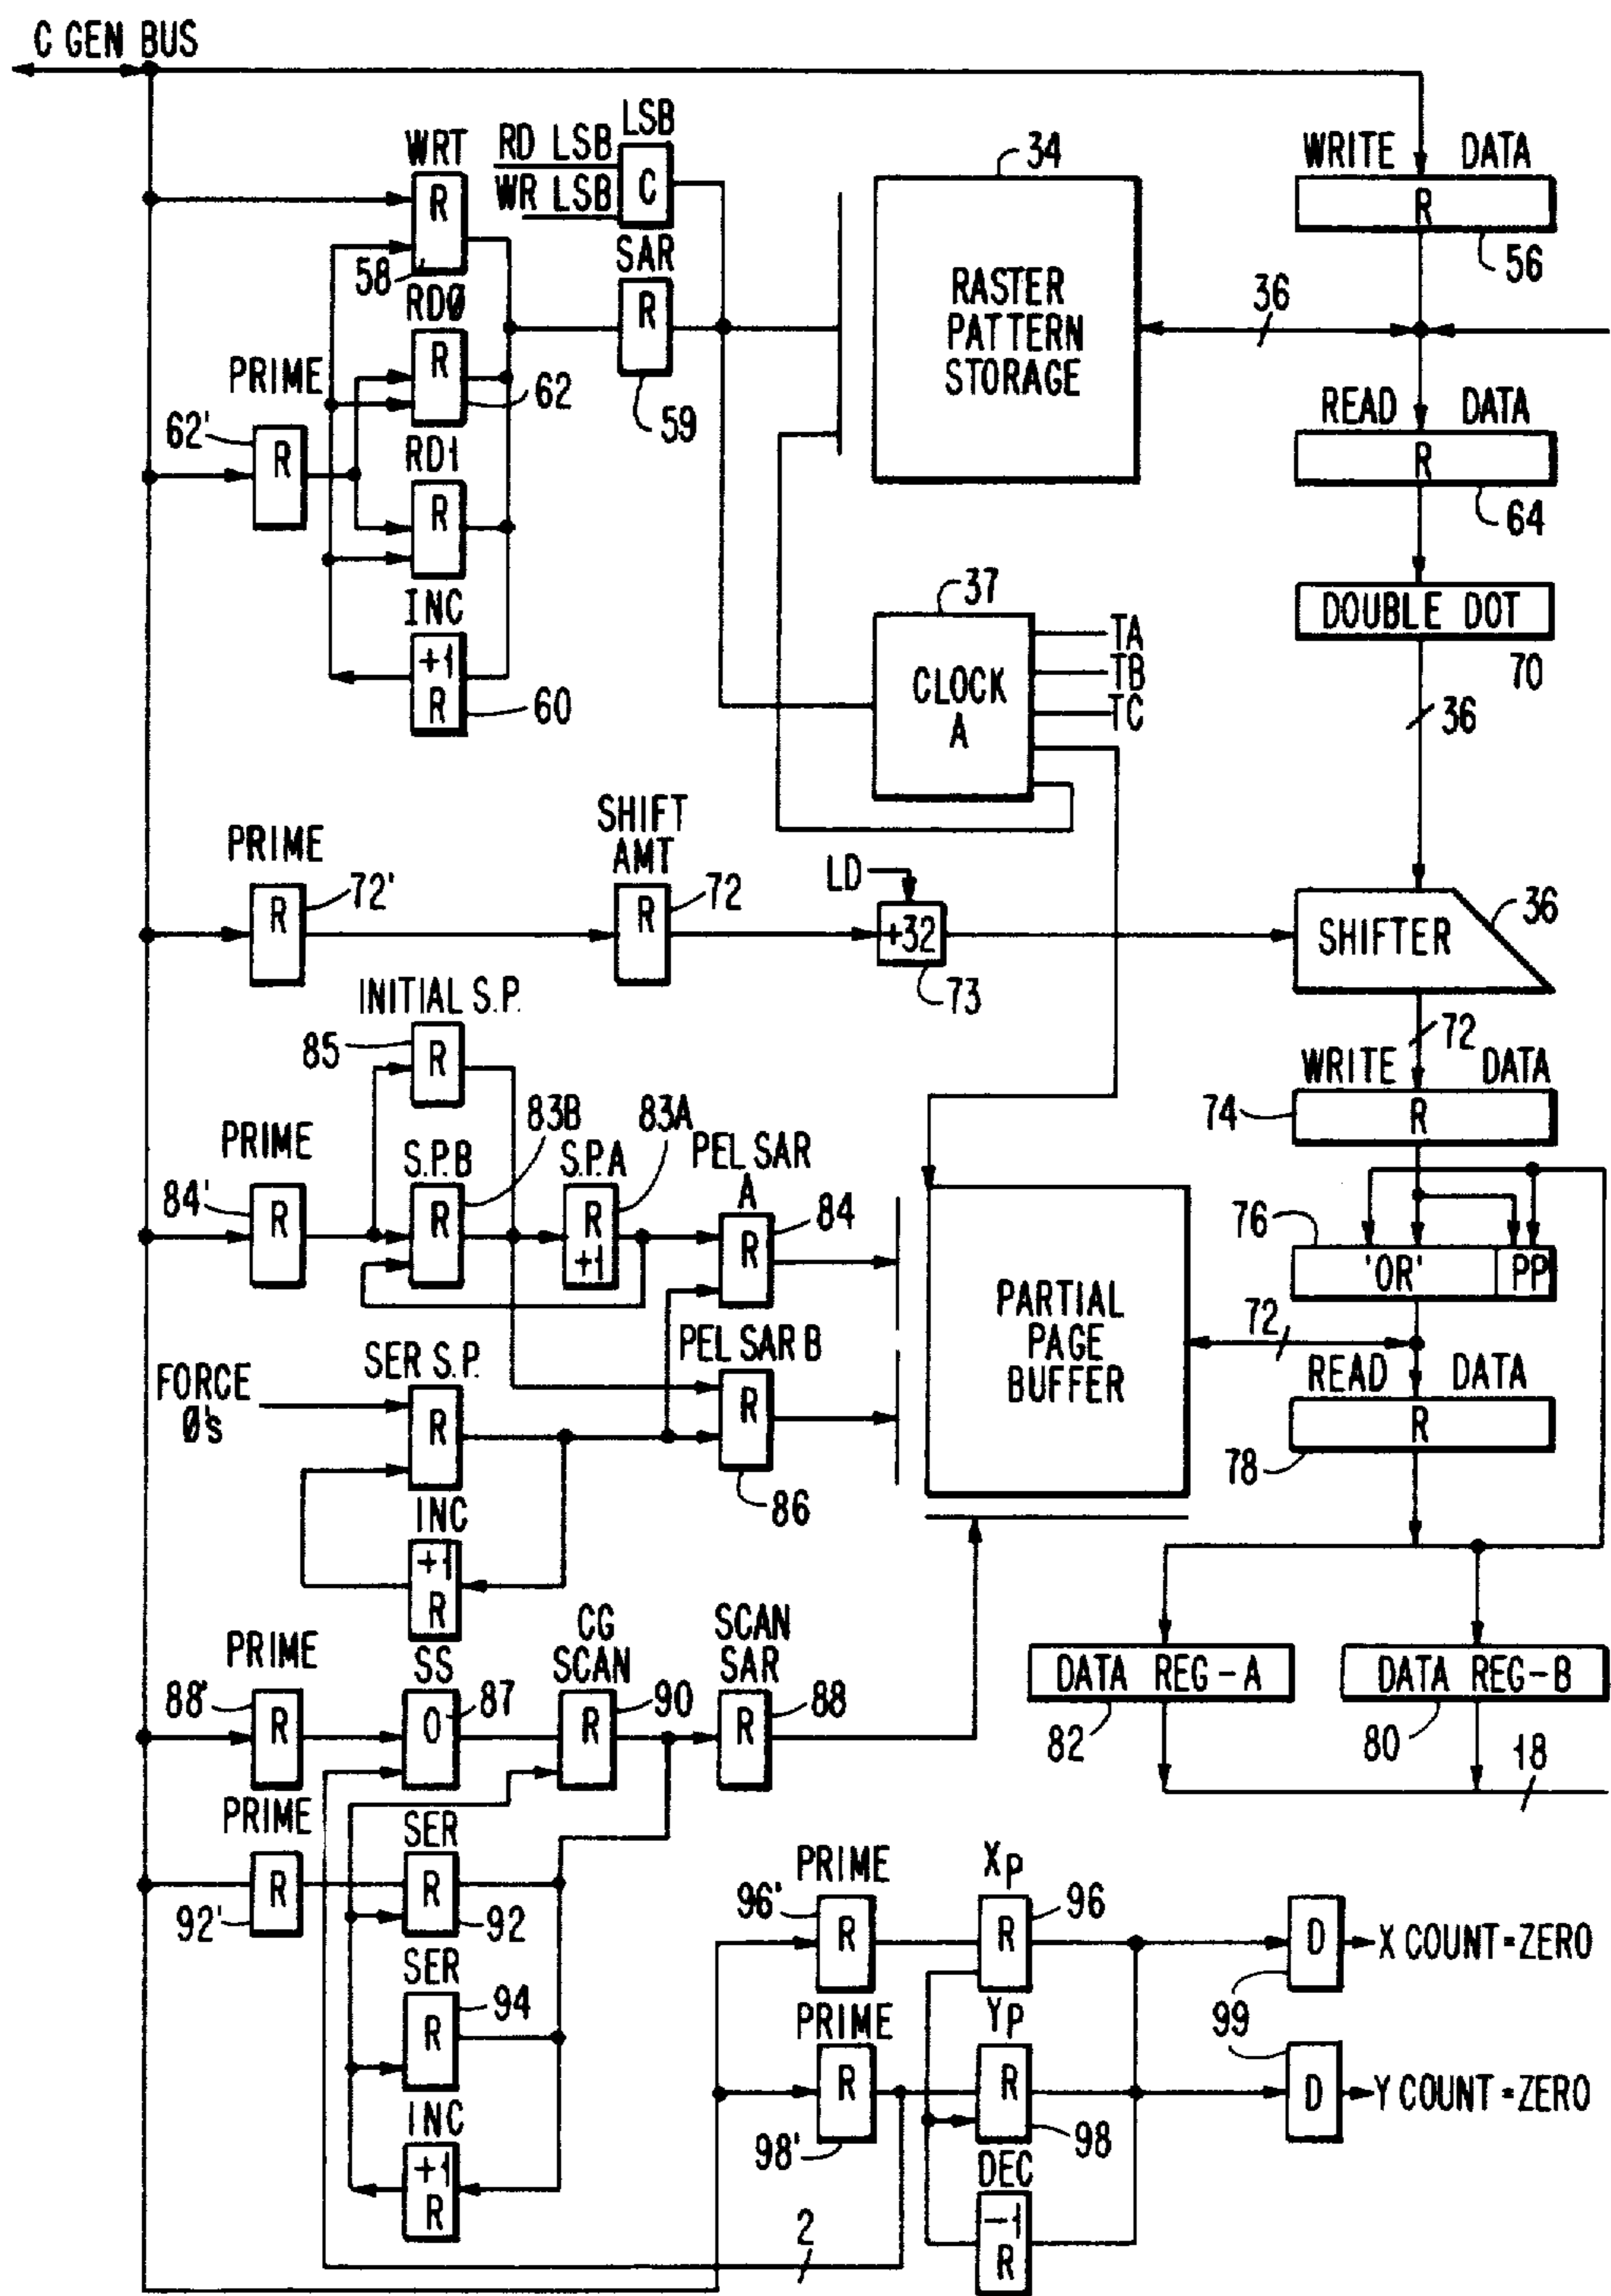 C GEN BUS
LSB
RD LSB
WR LSB
C
WRT
R
58
WRITE DATA
R
56
34
RASTER
PATTERN
STORAGE
36
SAR
R
59
RDØ
R
62
PRIME
62'
R
RD1
R
INC
+1
R
60
READ DATA
R
64
DOUBLE DOT
70
36
37
CLOCK
A
TA
TB
TC
PRIME
R
72'
SHIFT
AMT
R
72
LD
+32
73
SHIFTER
36
72
INITIAL S.P.
85
R
WRITE DATA
74
R
PRIME
84'
R
S.P.B
R
83B
S.P.A
R
+1
83A
PEL SAR
A
R
84
76
'OR'
PP
PARTIAL
PAGE
BUFFER
72
PEL SAR B
R
86
FORCE
Ø's
SER S.P.
R
INC
+1
R
READ DATA
R
78
PRIME
88'
R
SS
O
87
CG
SCAN
R
90
SCAN
SAR
R
88
DATA REG-A
82
DATA REG-B
80
18
PRIME
R
92'
SER
R
92
SER
R
94
INC
+1
R
PRIME
96'
R
Xp
R
96
D
X COUNT=ZERO
99
PRIME
R
98'
Yp
R
98
D
Y COUNT=ZERO
DEC
-1
R
2